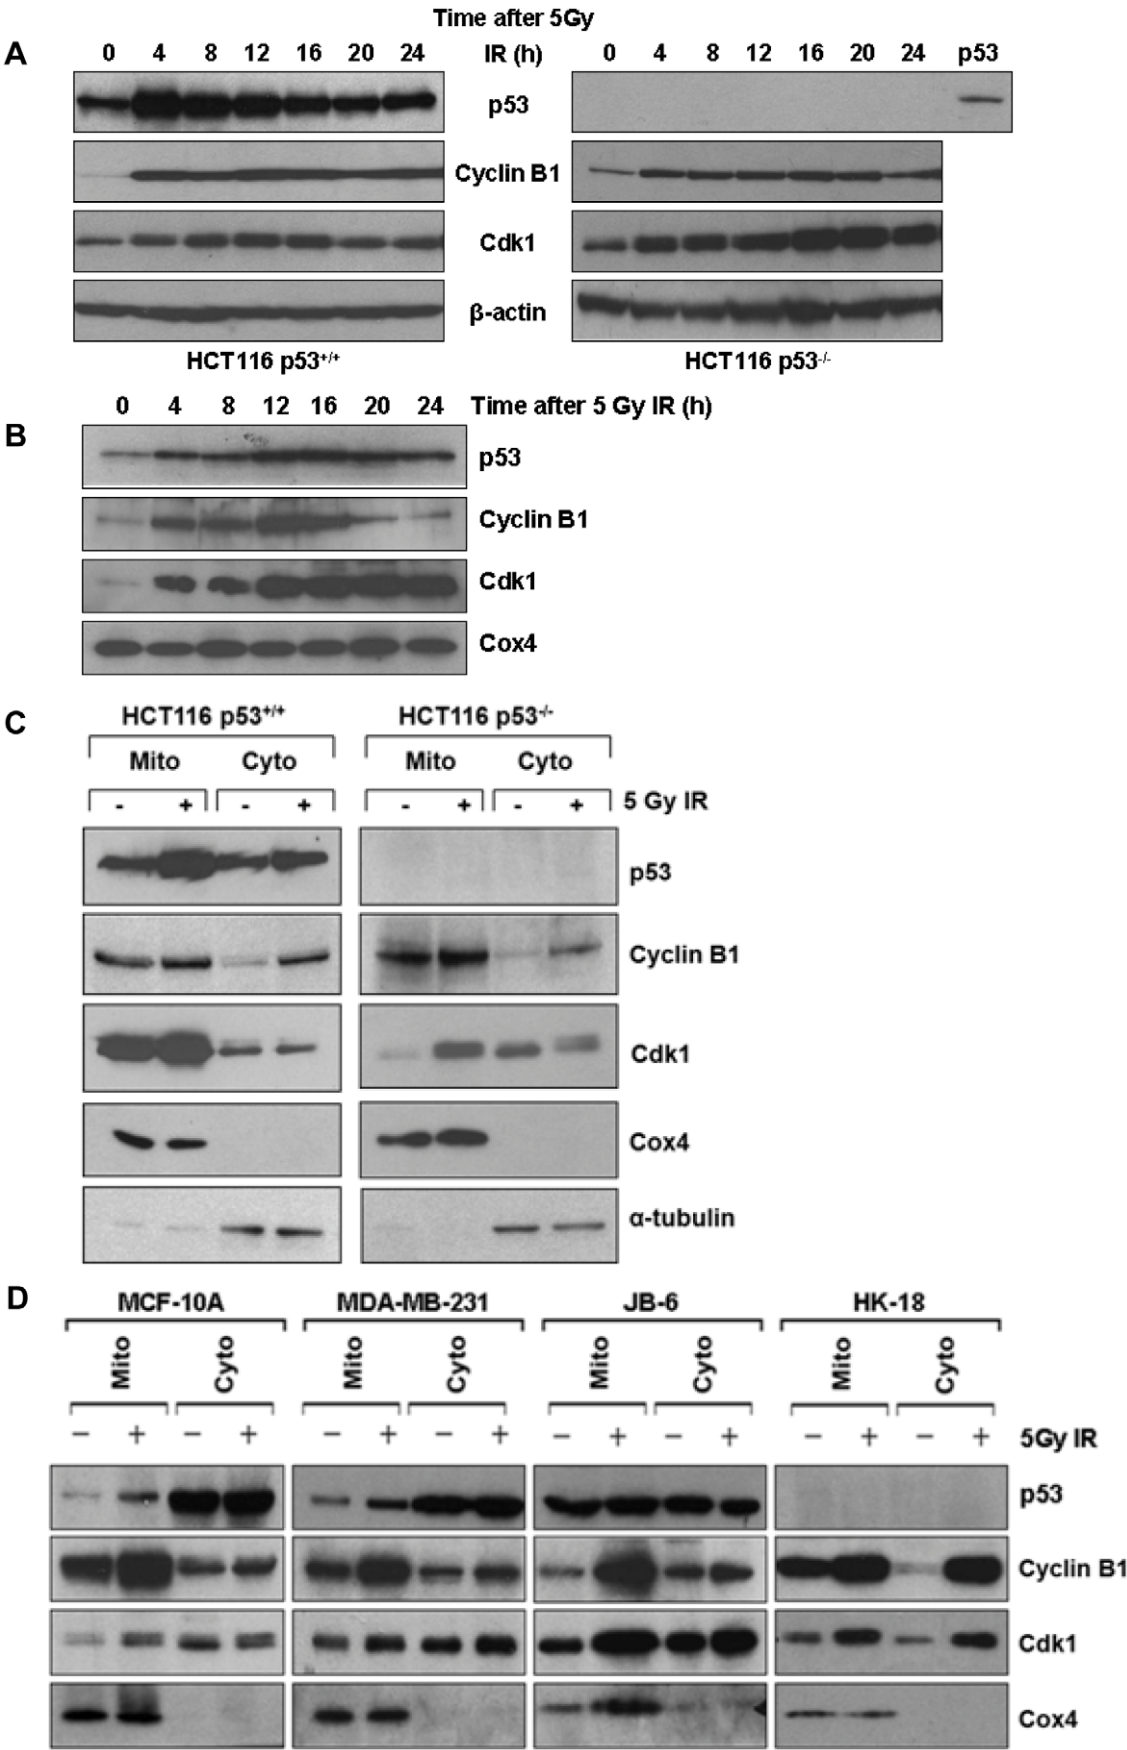 Time after 5Gy
A 0 4 8 12 16 20 24 IR (h) 0 4 8 12 16 20 24 p53
p53
Cyclin B1
Cdk1
β-actin
HCT116 p53+/+ HCT116 p53-/-
0 4 8 12 16 20 24 Time after 5 Gy IR (h)
B
p53
Cyclin B1
Cdk1
Cox4
C HCT116 p53+/+ HCT116 p53-/-
Mito Cyto Mito Cyto
- + - + - + - + 5 Gy IR
p53
Cyclin B1
Cdk1
Cox4
α-tubulin
D MCF-10A MDA-MB-231 JB-6 HK-18
Mito Cyto Mito Cyto Mito Cyto Mito Cyto
− + − + − + − + − + − + − + − + 5Gy IR
p53
Cyclin B1
Cdk1
Cox4